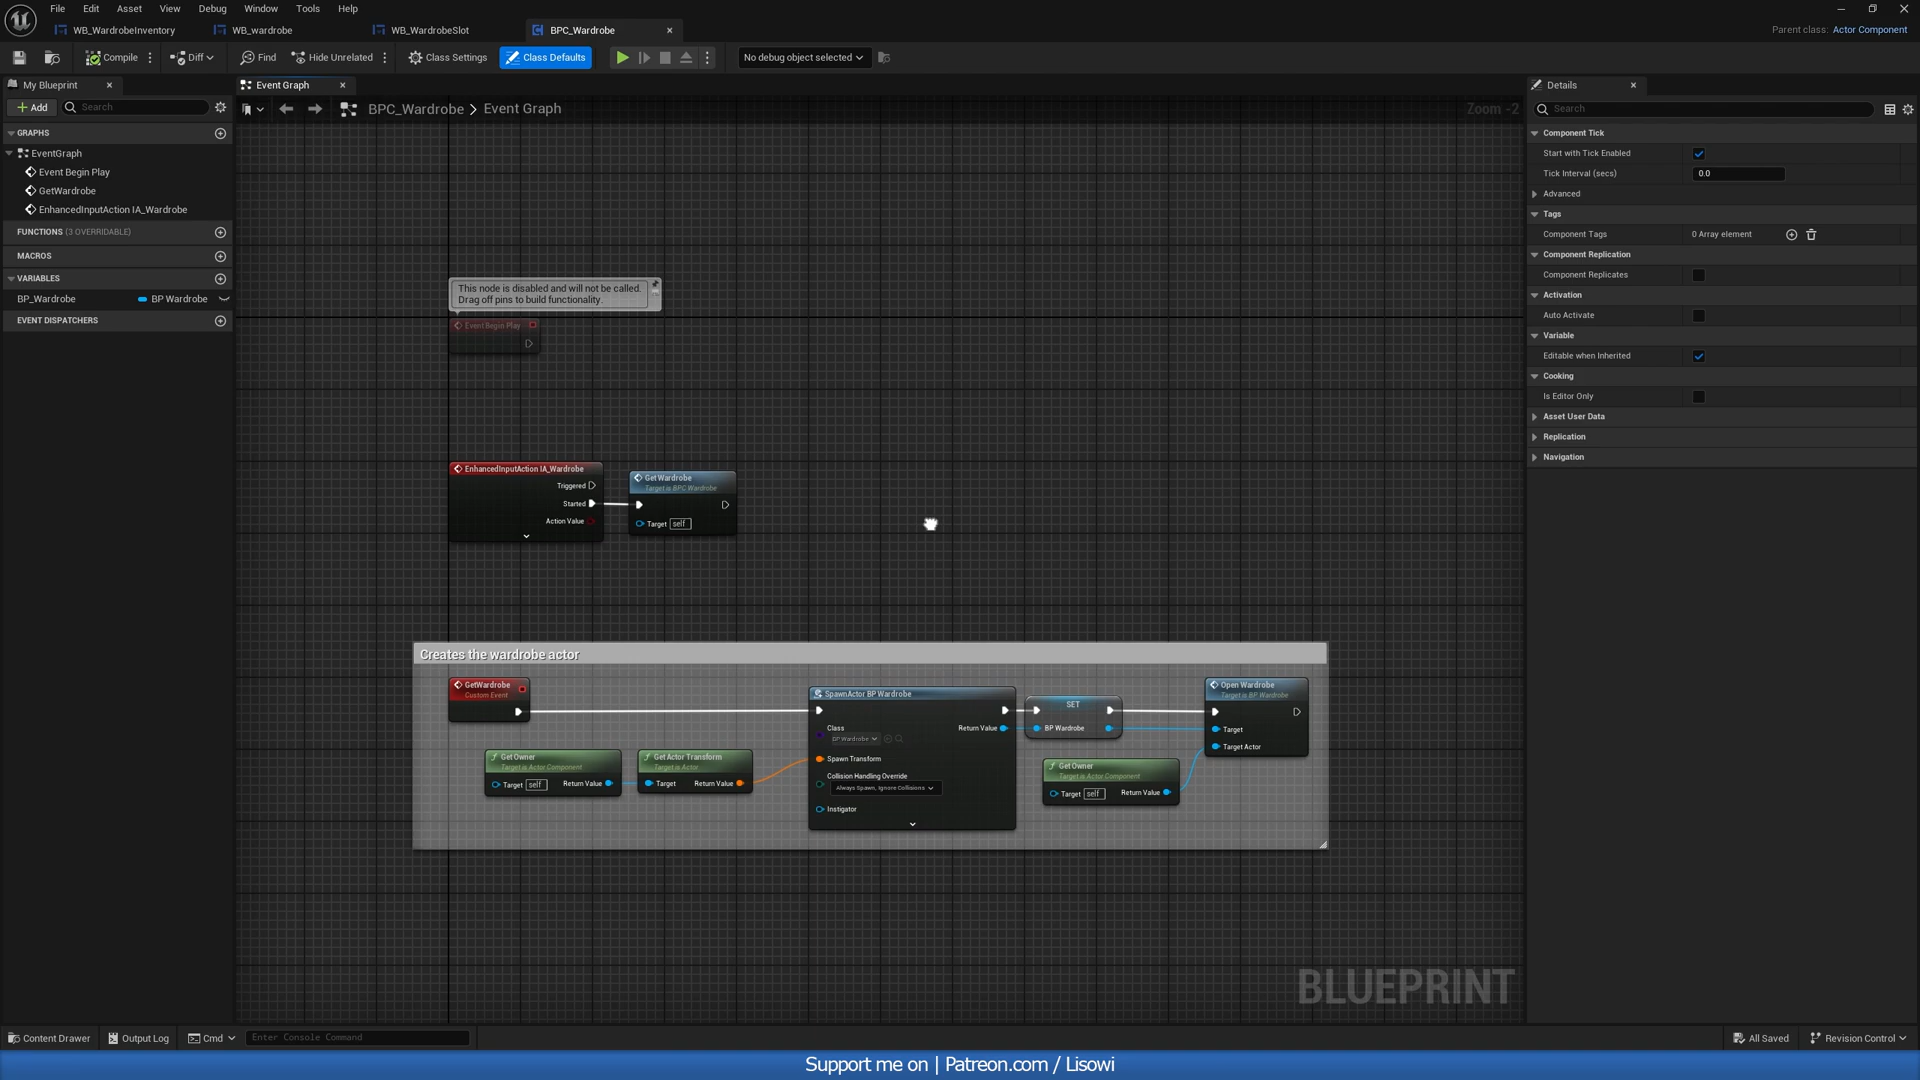 File Edit Asset View Debug Window Tools Help
WB_WardrobeInventory WB_wardrobe WB_WardrobeSlot BPC_Wardrobe
Parent class: Actor Component
Compile Diff Find Hide Unrelated Class Settings Class Defaults No debug object selected
My Blueprint
Add Search
GRAPHS
EventGraph
Event Begin Play
GetWardrobe
EnhancedInputAction IA_Wardrobe
FUNCTIONS (3 OVERRIDABLE)
MACROS
VARIABLES
BP_Wardrobe BP Wardrobe
EVENT DISPATCHERS
Event Graph
BPC_Wardrobe > Event Graph
Zoom -2
This node is disabled and will not be called.
Drag off pins to build functionality.
Event Begin Play
EnhancedInputAction IA_Wardrobe
Triggered
Started
Action Value
Get Wardrobe
Target is BPC Wardrobe
Target self
Creates the wardrobe actor
GetWardrobe
Custom Event
Get Owner
Target is Actor Component
Target self Return Value
Get Actor Transform
Target is Actor
Target Return Value
SpawnActor BP Wardrobe
Class
BP Wardrobe
Return Value
Spawn Transform
Collision Handling Override
Always Spawn, Ignore Collisions
Instigator
SET
BP Wardrobe
Get Owner
Target is Actor Component
Target self Return Value
Open Wardrobe
Target is BP Wardrobe
Target
Target Actor
BLUEPRINT
Details
Search
Component Tick
Start with Tick Enabled
Tick Interval (secs) 0.0
Advanced
Tags
Component Tags 0 Array element
Component Replication
Component Replicates
Activation
Auto Activate
Variable
Editable when Inherited
Cooking
Is Editor Only
Asset User Data
Replication
Navigation
Content Drawer Output Log Cmd Enter Console Command
All Saved Revision Control
Support me on | Patreon.com / Lisowi